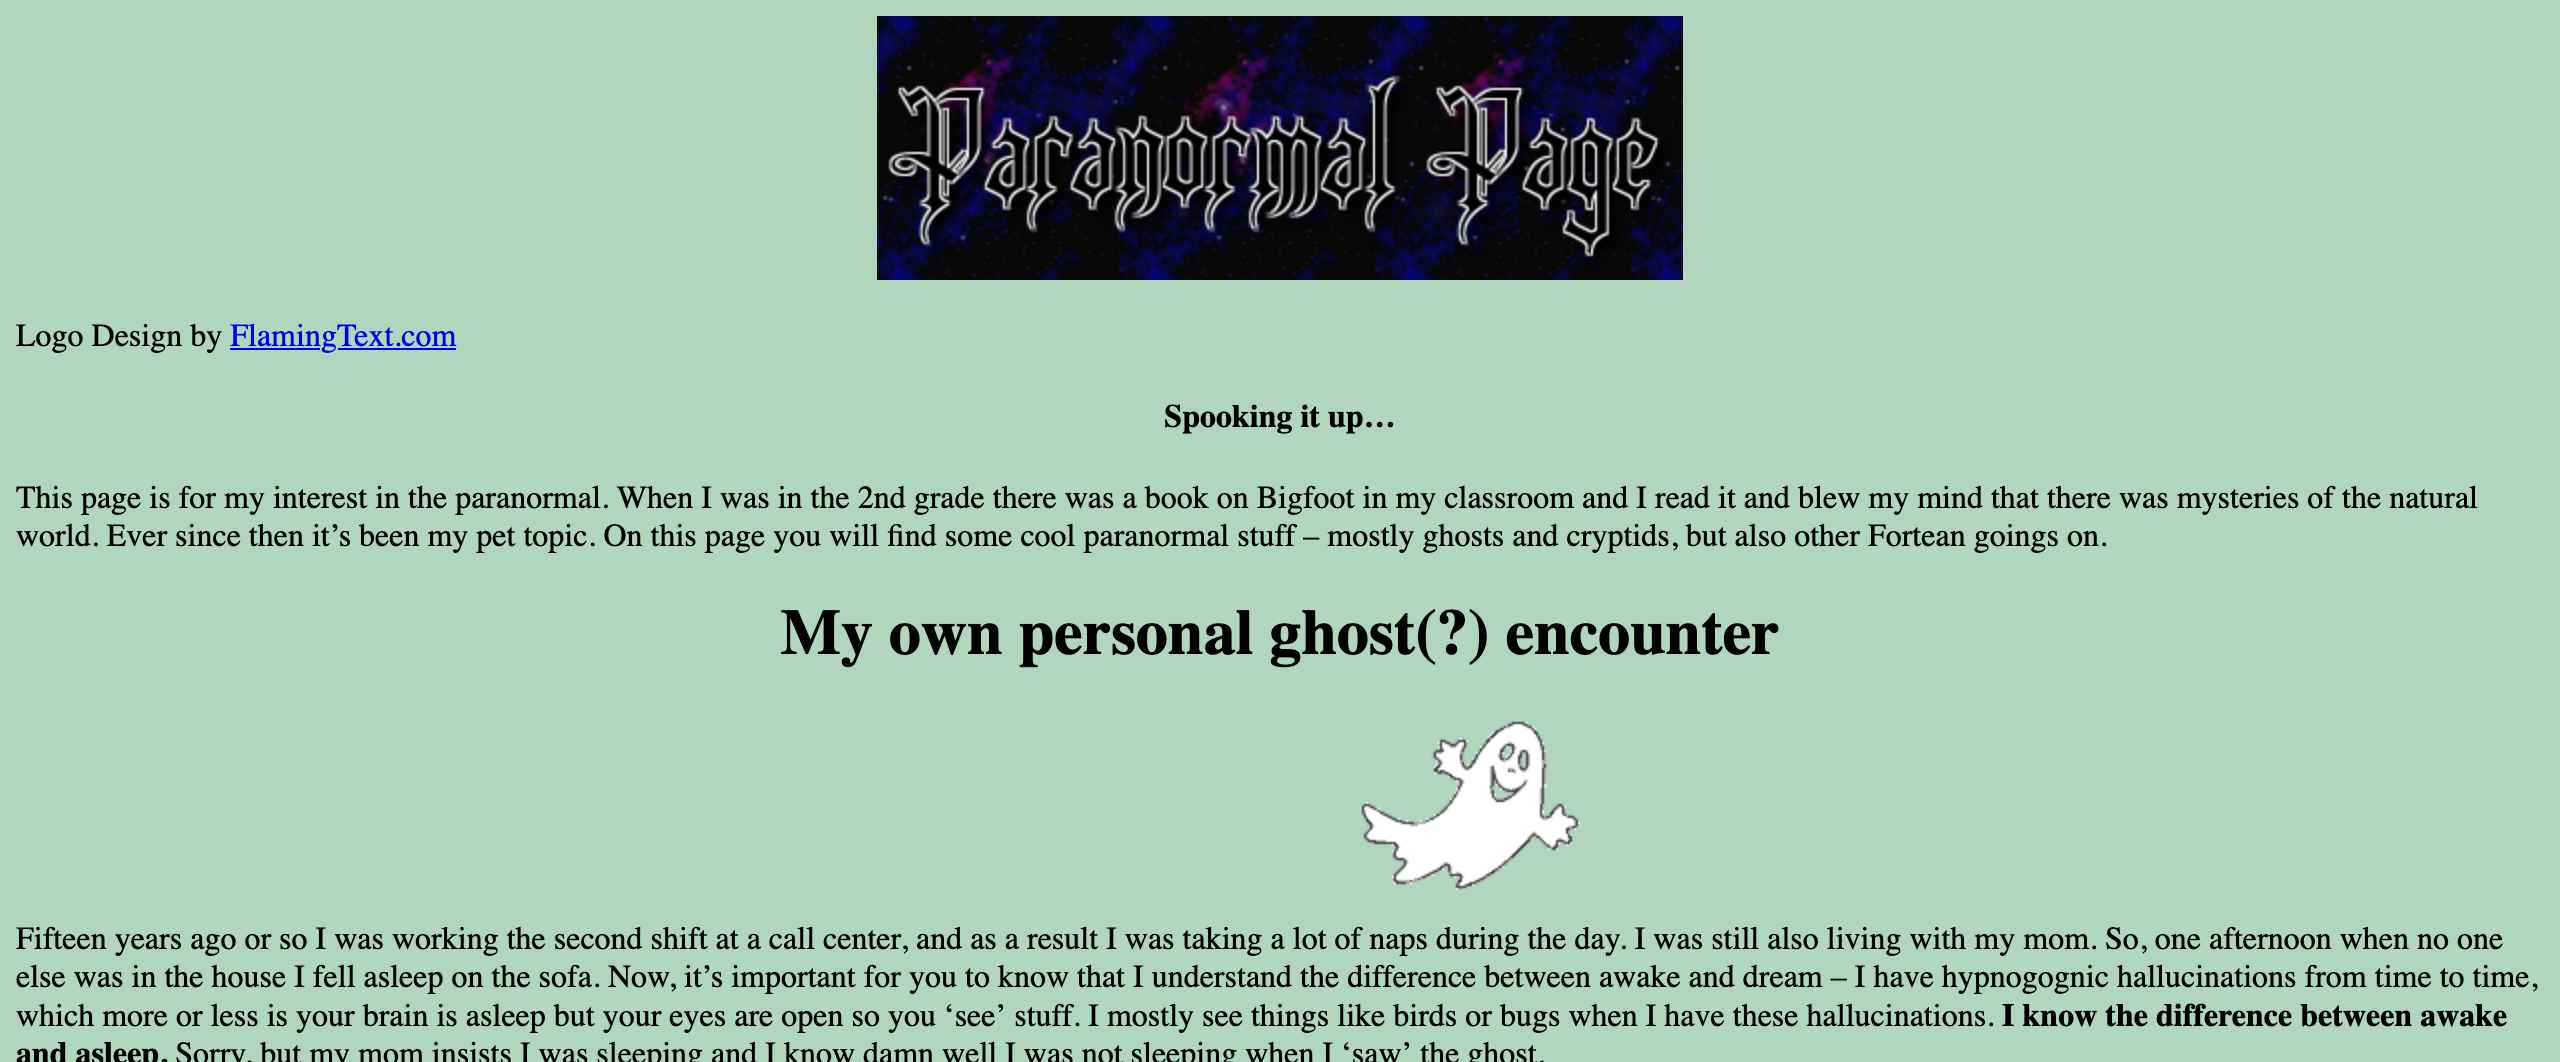 Paranormal Page
Logo Design by FlamingText.com
Spooking it up…
This page is for my interest in the paranormal. When I was in the 2nd grade there was a book on Bigfoot in my classroom and I read it and blew my mind that there was mysteries of the natural
world. Ever since then it’s been my pet topic. On this page you will find some cool paranormal stuff – mostly ghosts and cryptids, but also other Fortean goings on.
My own personal ghost(?) encounter
Fifteen years ago or so I was working the second shift at a call center, and as a result I was taking a lot of naps during the day. I was still also living with my mom. So, one afternoon when no one
else was in the house I fell asleep on the sofa. Now, it’s important for you to know that I understand the difference between awake and dream – I have hypnogognic hallucinations from time to time,
which more or less is your brain is asleep but your eyes are open so you ‘see’ stuff. I mostly see things like birds or bugs when I have these hallucinations. I know the difference between awake
and asleep. Sorry, but my mom insists I was sleeping and I know damn well I was not sleeping when I ‘saw’ the ghost.